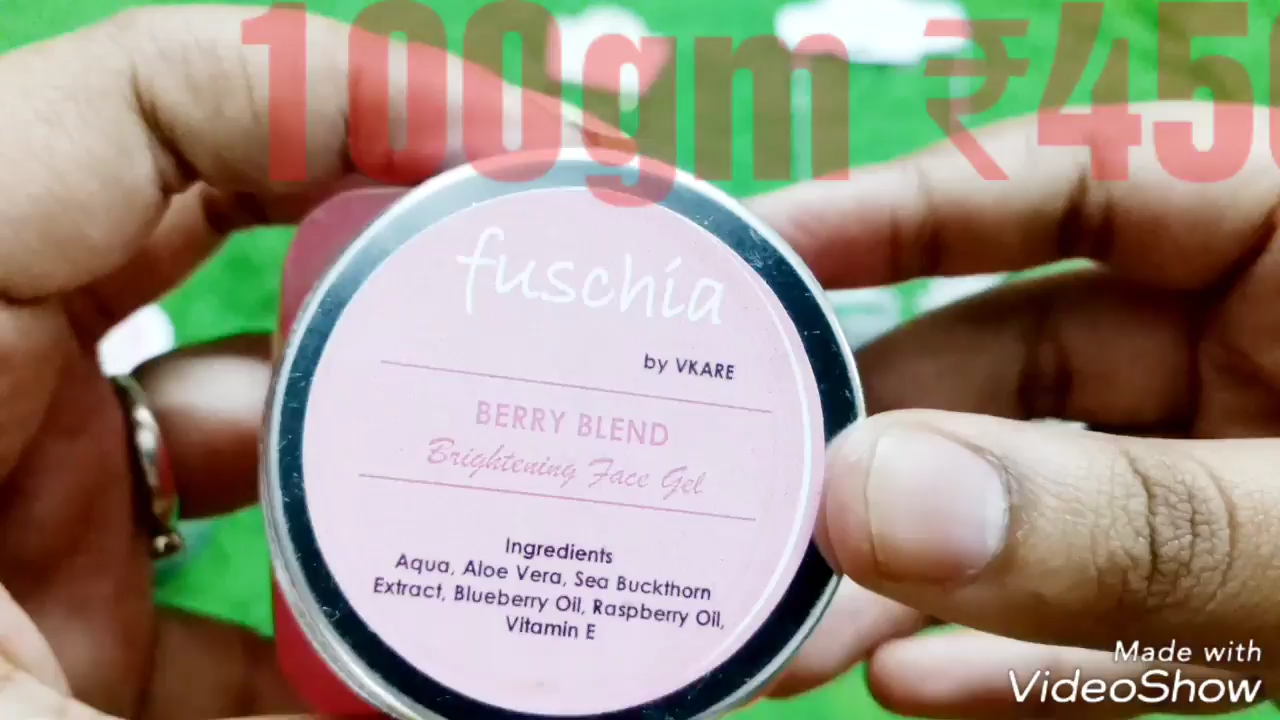 100gm ₹450
fuschia
by VKARE
BERRY BLEND
Brightening Face Gel
Ingredients
Aqua, Aloe Vera, Sea Buckthorn
Extract, Blueberry Oil, Raspberry Oil,
Vitamin E
Made with
VideoShow